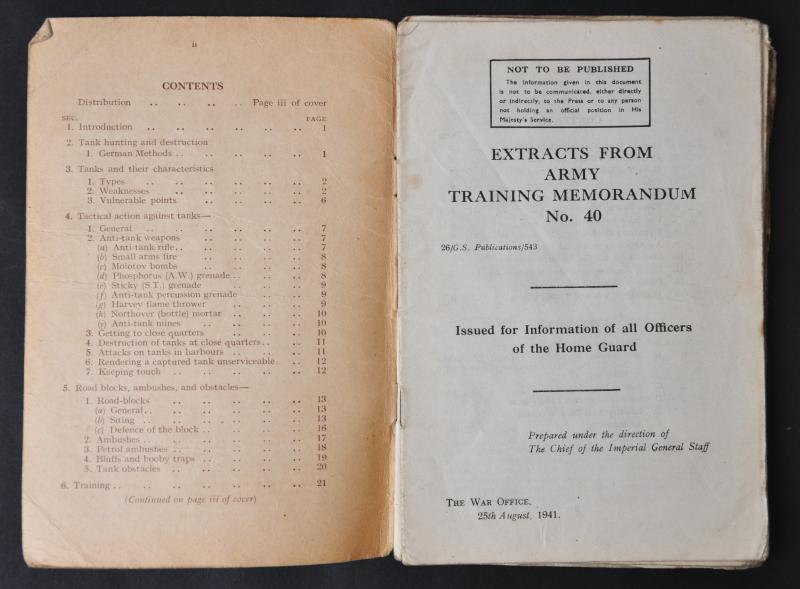 ii
CONTENTS
Distribution .. .. .. .. Page iii of cover
SEC. PAGE
1. Introduction .. .. .. .. .. .. 1
2. Tank hunting and destruction
1. German Methods .. .. .. .. .. 1
3. Tanks and their characteristics
1. Types .. .. .. .. .. .. 2
2. Weaknesses .. .. .. .. .. 2
3. Vulnerable points .. .. .. .. 6
4. Tactical action against tanks—
1. General .. .. .. .. .. .. 7
2. Anti-tank weapons .. .. .. .. 7
(a) Anti-tank rifle .. .. .. .. .. 7
(b) Small arms fire .. .. .. .. 8
(c) Molotov bombs .. .. .. .. 8
(d) Phosphorus (A.W.) grenade .. .. .. 8
(e) Sticky (S.T.) grenade .. .. .. 9
(f) Anti-tank percussion grenade .. .. 9
(g) Harvey flame thrower .. .. .. 9
(h) Northover (bottle) mortar .. .. .. 10
(j) Anti-tank mines .. .. .. .. 10
3. Getting to close quarters .. .. .. 10
4. Destruction of tanks at close quarters .. .. 11
5. Attacks on tanks in harbours .. .. .. 11
6. Rendering a captured tank unserviceable .. 12
7. Keeping touch .. .. .. .. .. 12
5. Road blocks, ambushes, and obstacles—
1. Road-blocks .. .. .. .. .. 13
(a) General .. .. .. .. .. .. 13
(b) Siting .. .. .. .. .. .. 13
(c) Defence of the block .. .. .. .. 16
2. Ambushes .. .. .. .. .. .. 17
3. Petrol ambushes .. .. .. .. .. 18
4. Bluffs and booby traps .. .. .. .. 19
5. Tank obstacles .. .. .. .. .. 20
6. Training .. .. .. .. .. .. .. 21
(Continued on page iii of cover)
NOT TO BE PUBLISHED
The information given in this document
is not to be communicated, either directly
or indirectly, to the Press or to any person
not holding an official position in His
Majesty's Service.
EXTRACTS FROM
ARMY
TRAINING MEMORANDUM
No. 40
26/G.S. Publications/543
Issued for Information of all Officers
of the Home Guard
Prepared under the direction of
The Chief of the Imperial General Staff
THE WAR OFFICE,
25th August, 1941.